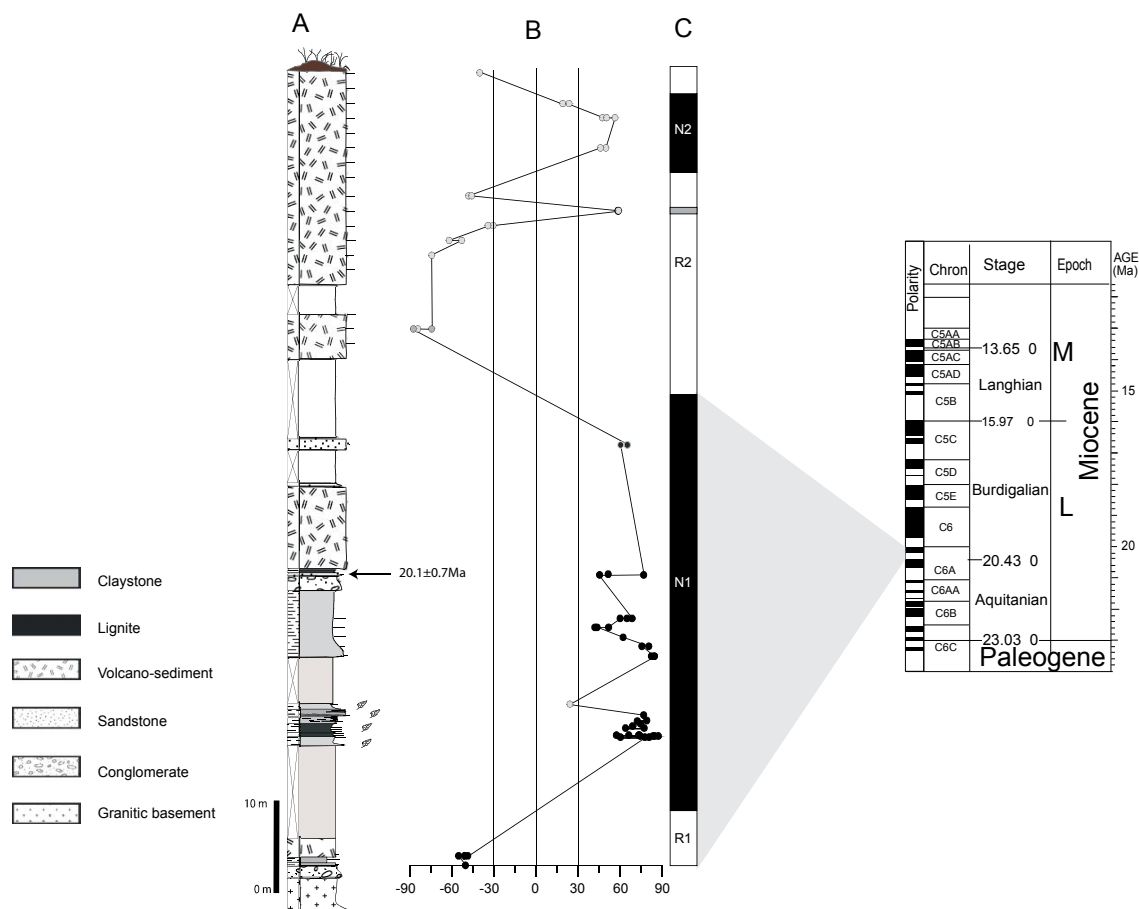 A
B
C
N2
R2
N1
R1
20.1±0.7Ma
Claystone
Lignite
Volcano-sediment
Sandstone
Conglomerate
Granitic basement
10 m
0 m
-90 -60 -30 0 30 60 90
Polarity Chron Stage Epoch AGE
(Ma)
C5AA
C5AB
13.65 0
M
C5AC
C5AD
Langhian
15
C5B
15.97 0
Miocene
C5C
C5D
Burdigalian
C5E
L
C6
20
20.43 0
C6A
C6AA
Aquitanian
C6B
23.03 0
C6C
Paleogene